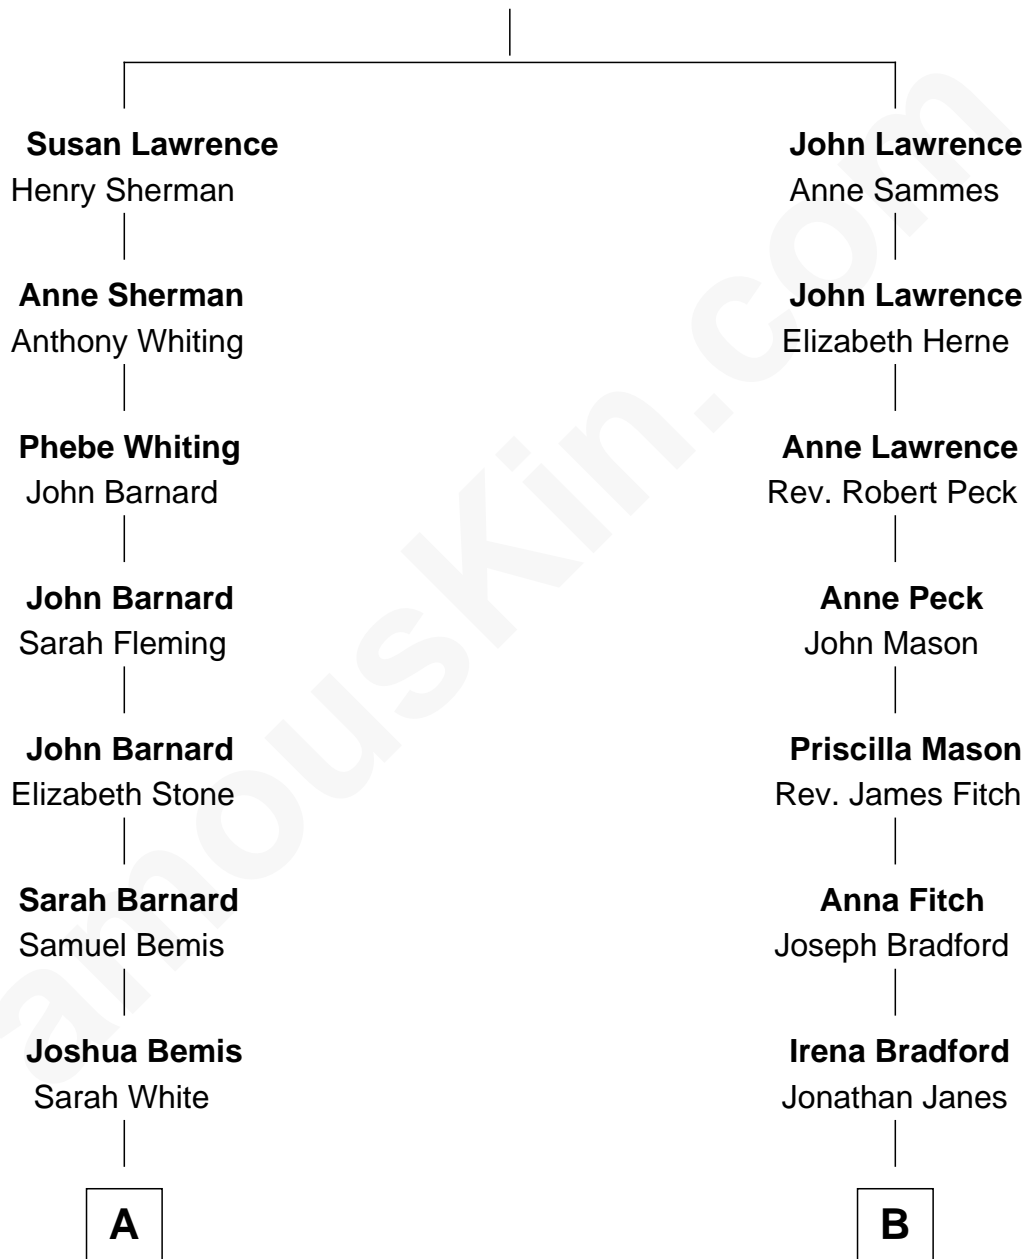 Susan Lawrence
Henry Sherman
Anne Sherman
Anthony Whiting
Phebe Whiting
John Barnard
John Barnard
Sarah Fleming
John Barnard
Elizabeth Stone
Sarah Barnard
Samuel Bemis
Joshua Bemis
Sarah White
A
John Lawrence
Anne Sammes
John Lawrence
Elizabeth Herne
Anne Lawrence
Rev. Robert Peck
Anne Peck
John Mason
Priscilla Mason
Rev. James Fitch
Anna Fitch
Joseph Bradford
Irena Bradford
Jonathan Janes
B
amouskin.com